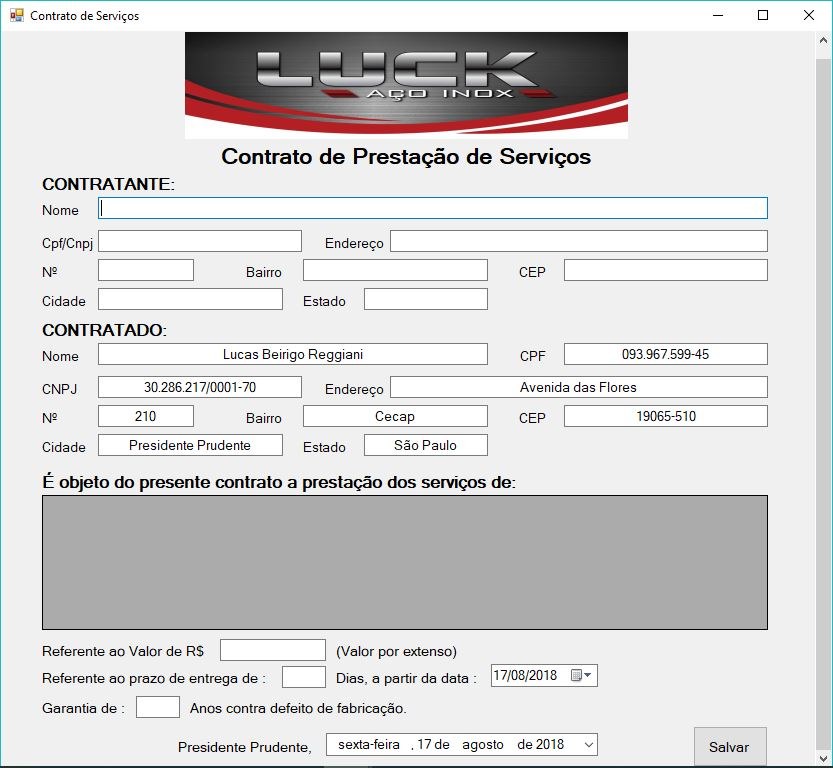 Contrato de Serviços
LUCK
AÇO INOX
Contrato de Prestação de Serviços
CONTRATANTE:
Nome
Cpf/Cnpj Endereço
Nº Bairro CEP
Cidade Estado
CONTRATADO:
Nome Lucas Beirigo Reggiani CPF 093.967.599-45
CNPJ 30.286.217/0001-70 Endereço Avenida das Flores
Nº 210 Bairro Cecap CEP 19065-510
Cidade Presidente Prudente Estado São Paulo
É objeto do presente contrato a prestação dos serviços de:
Referente ao Valor de R$ (Valor por extenso)
Referente ao prazo de entrega de : Dias, a partir da data : 17/08/2018
Garantia de : Anos contra defeito de fabricação.
Presidente Prudente, sexta-feira , 17 de agosto de 2018 Salvar